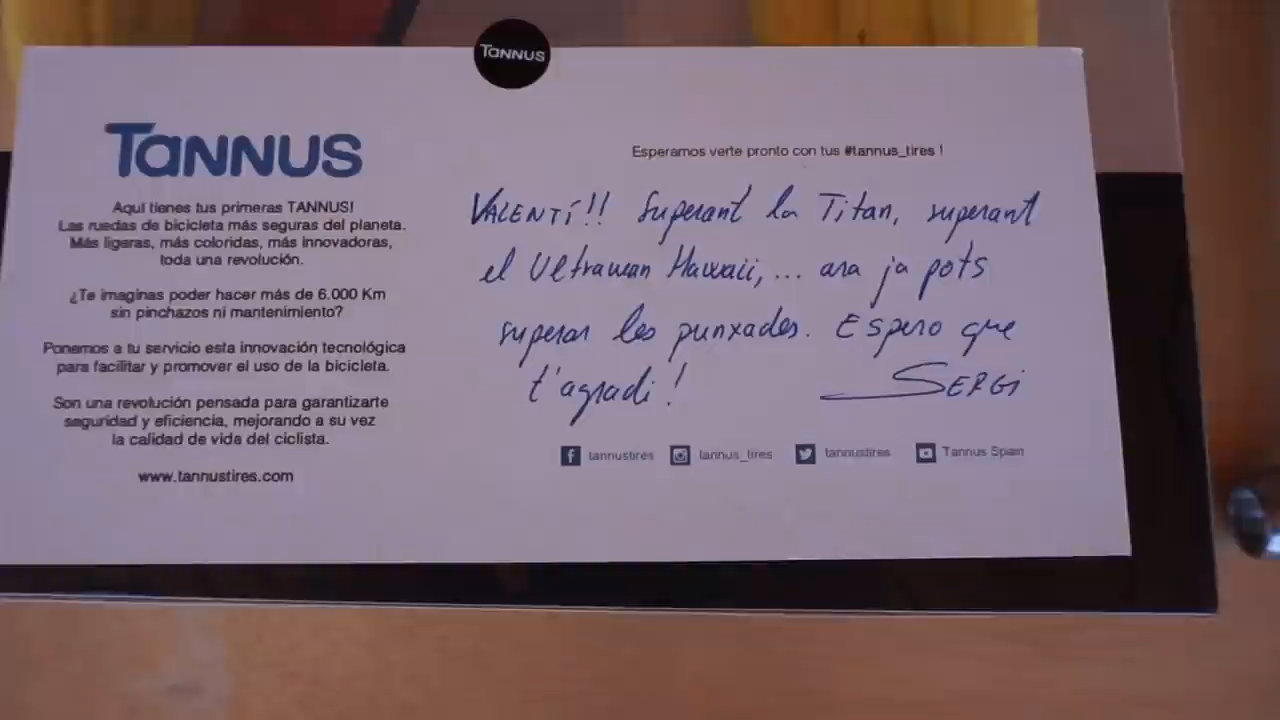 TANNUS
TANNUS
Aquí tienes tus primeras TANNUS!
Las ruedas de bicicleta más seguras del planeta.
Más ligeras, más coloridas, más innovadoras,
toda una revolución.
¿Te imaginas poder hacer más de 6.000 Km
sin pinchazos ni mantenimiento?
Ponemos a tu servicio esta innovación tecnológica
para facilitar y promover el uso de la bicicleta.
Son una revolución pensada para garantizarte
seguridad y eficiencia, mejorando a su vez
la calidad de vida del ciclista.
www.tannustires.com
Esperamos verte pronto con tus #tannus_tires !
VALENTÍ!! Superant la Titan, superant
el Ultraman Hawaii,... ara ja pots
superar les punxades. Espero que
t'agradi! SERGI
tannustires tannus_tires tannustires Tannus Spain